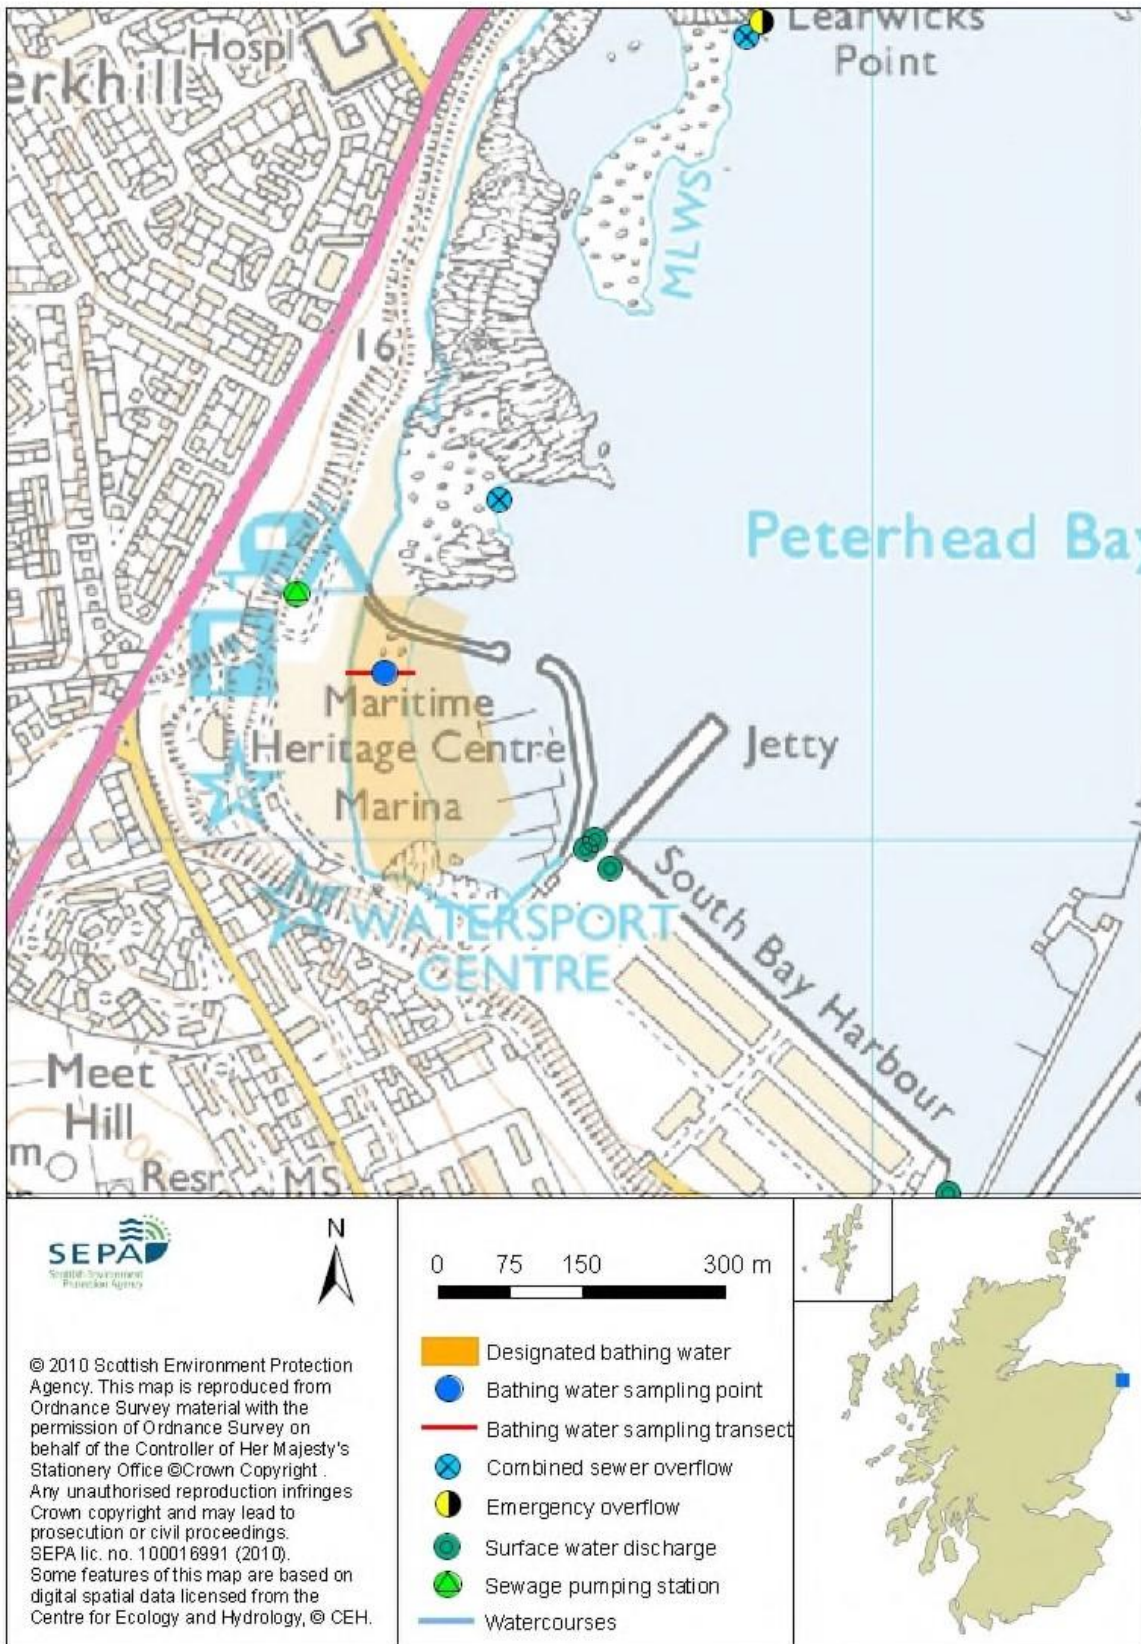 Hospl
erkhill
Learwicks
Point
MLWS
16
Peterhead Bay
Maritime
Heritage Centre
Marina
Jetty
WATERSPORT
CENTRE
South Bay Harbour
Meet
Hill
m
Resr
MS
SEPA
Scottish Environment
Protection Agency
N
© 2010 Scottish Environment Protection
Agency. This map is reproduced from
Ordnance Survey material with the
permission of Ordnance Survey on
behalf of the Controller of Her Majesty's
Stationery Office ©Crown Copyright .
Any unauthorised reproduction infringes
Crown copyright and may lead to
prosecution or civil proceedings.
SEPA lic. no. 100016991 (2010).
Some features of this map are based on
digital spatial data licensed from the
Centre for Ecology and Hydrology, © CEH.
0 75 150 300 m
Designated bathing water
Bathing water sampling point
Bathing water sampling transect
Combined sewer overflow
Emergency overflow
Surface water discharge
Sewage pumping station
Watercourses